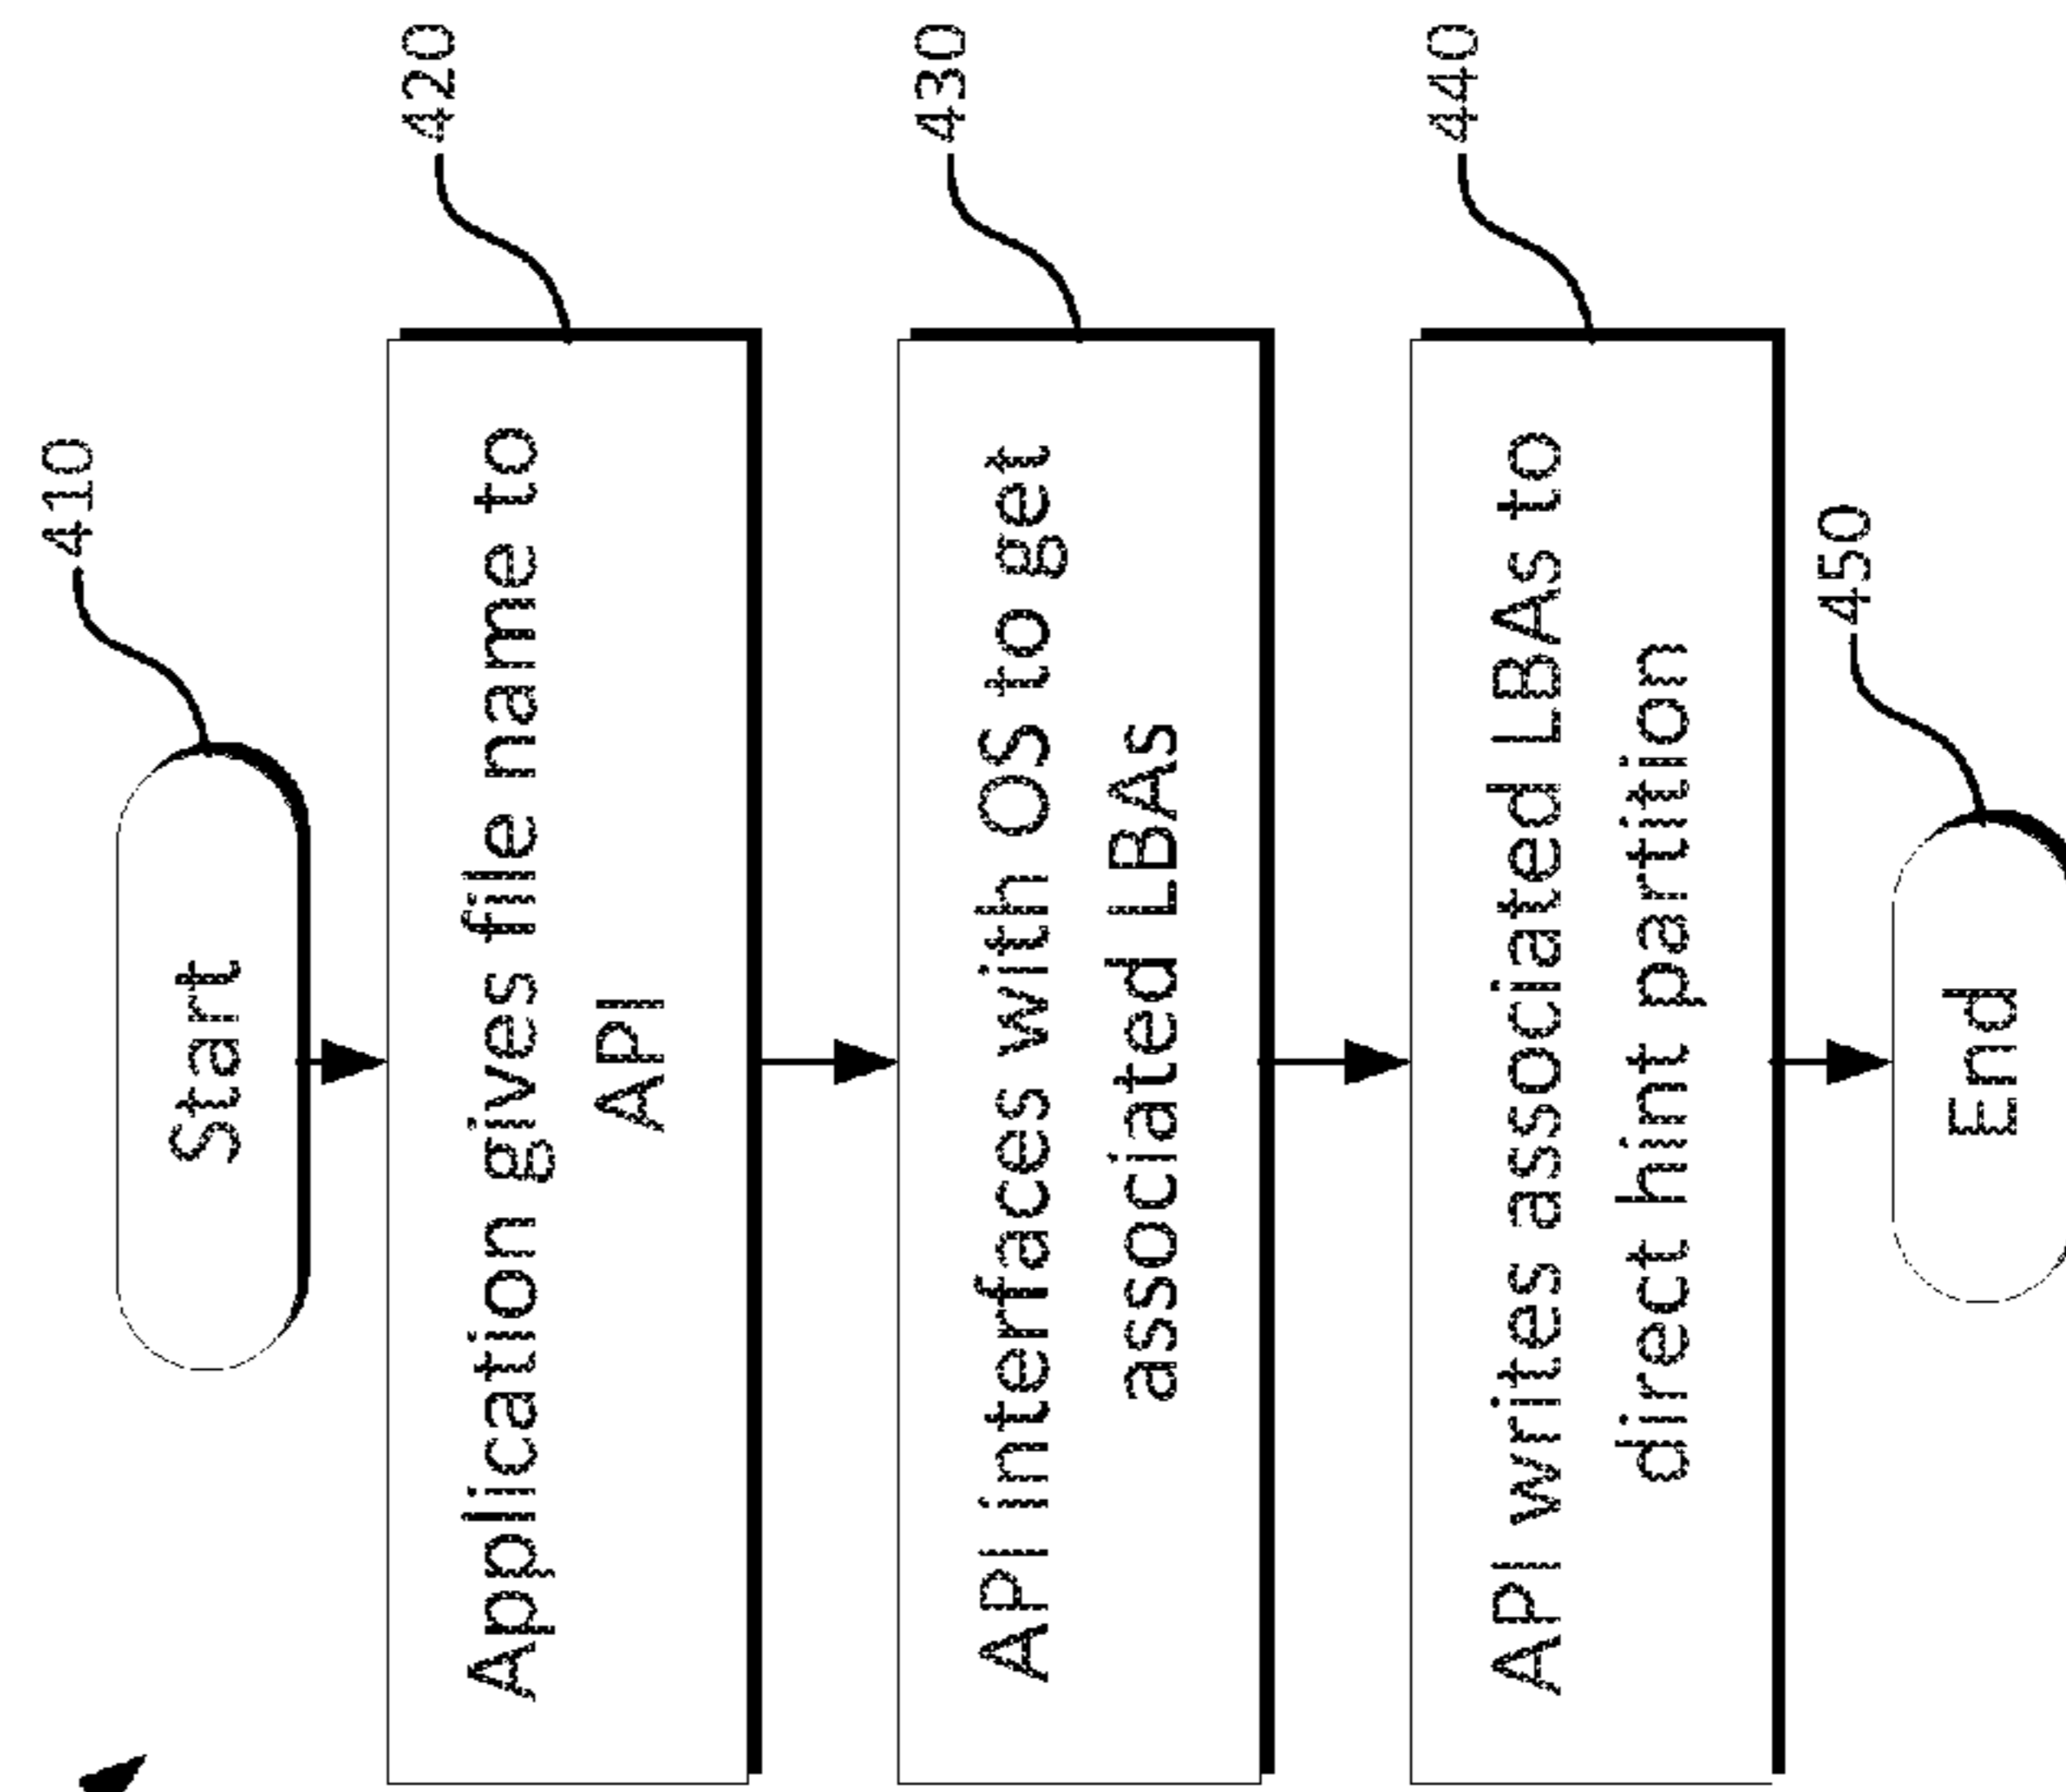 410
Start
420
Application gives file name to
API
430
API interfaces with OS to get
associated LBAs
440
API writes associated LBAs to
direct hint partition
450
End